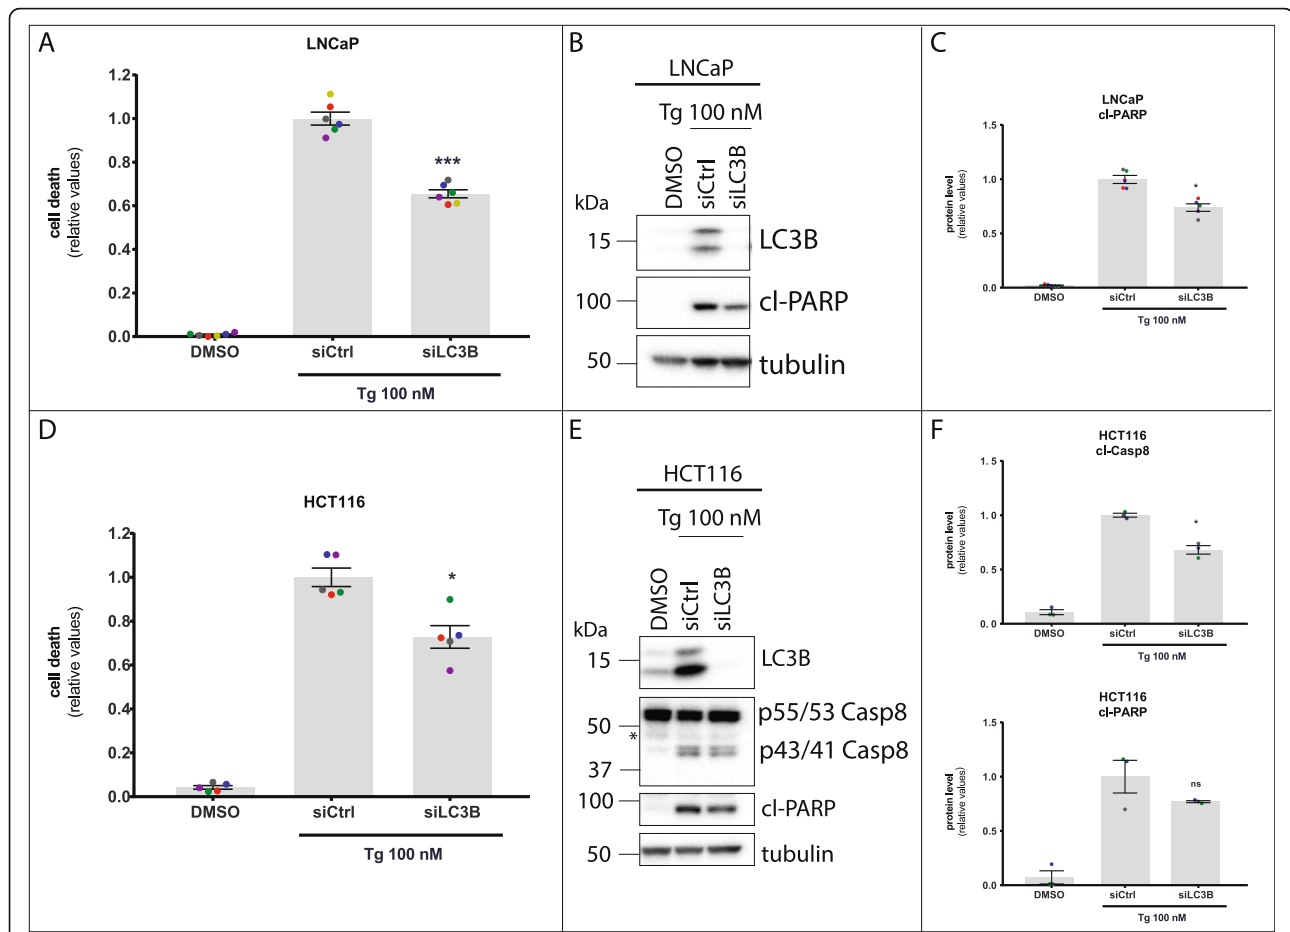 A
LNCaP
cell death
(relative values)
1.2
1.0
0.8
0.6
0.4
0.2
0.0
***
DMSO
siCtrl
siLC3B
Tg 100 nM
B
LNCaP
Tg 100 nM
DMSO
siCtrl
siLC3B
kDa
15
LC3B
100
cl-PARP
50
tubulin
C
LNCaP
cl-PARP
protein level
(relative values)
1.5
1.0
0.5
0.0
*
DMSO
siCtrl
siLC3B
Tg 100 nM
D
HCT116
cell death
(relative values)
1.2
1.0
0.8
0.6
0.4
0.2
0.0
*
DMSO
siCtrl
siLC3B
Tg 100 nM
E
HCT116
Tg 100 nM
DMSO
siCtrl
siLC3B
kDa
15
LC3B
p55/53 Casp8
50
*
p43/41 Casp8
37
100
cl-PARP
50
tubulin
F
HCT116
cl-Casp8
protein level
(relative values)
1.5
1.0
0.5
0.0
*
DMSO
siCtrl
siLC3B
Tg 100 nM
HCT116
cl-PARP
protein level
(relative values)
1.5
1.0
0.5
0.0
ns
DMSO
siCtrl
siLC3B
Tg 100 nM